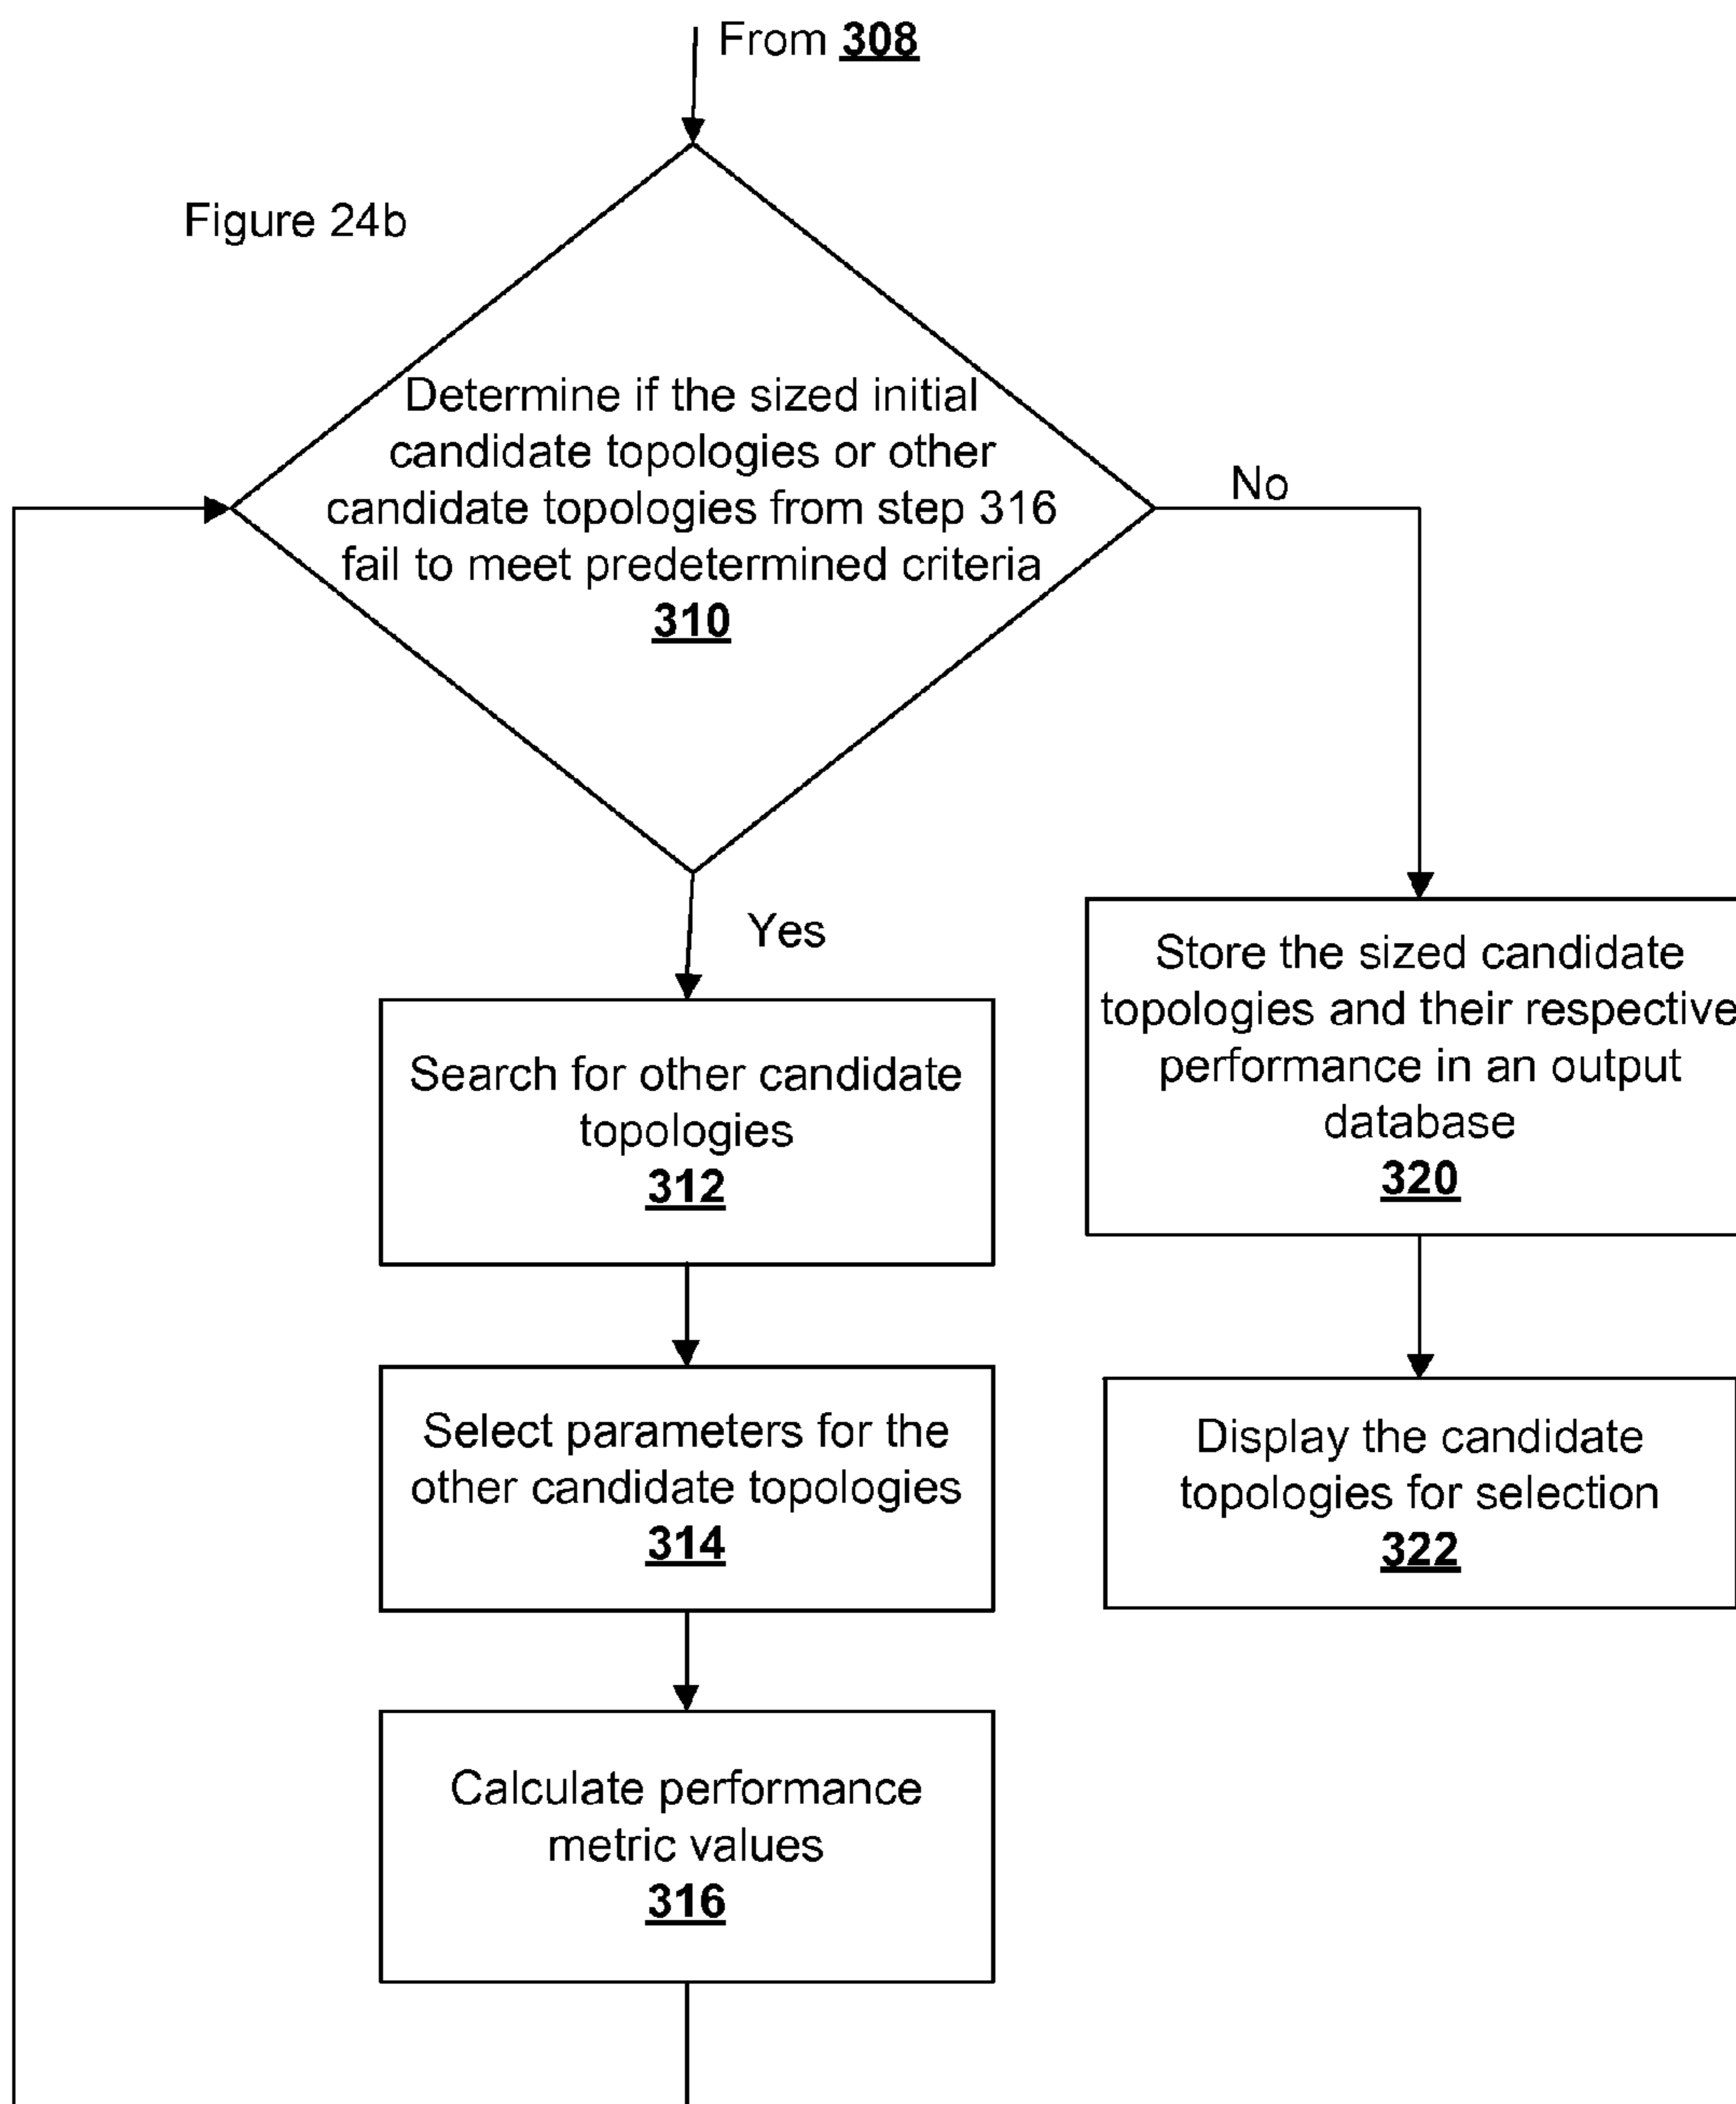 From 308
Figure 24b
Determine if the sized initial
candidate topologies or other
candidate topologies from step 316
fail to meet predetermined criteria
310
No
Yes
Search for other candidate
topologies
312
Select parameters for the
other candidate topologies
314
Calculate performance
metric values
316
Store the sized candidate
topologies and their respective
performance in an output
database
320
Display the candidate
topologies for selection
322